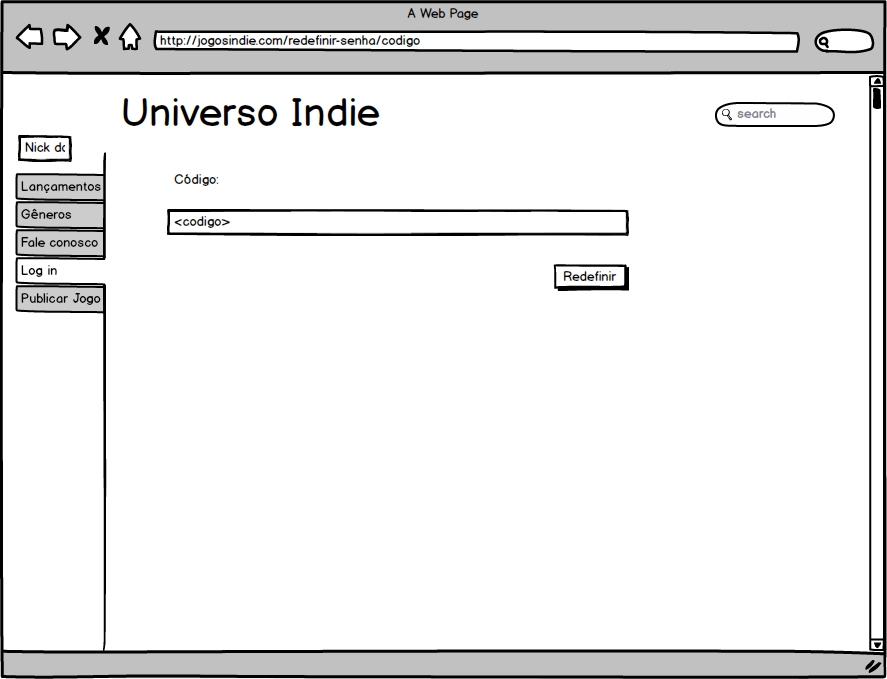 A Web Page
http://jogosindie.com/redefinir-senha/codigo
Universo Indie
search
Nick do
Lançamentos
Gêneros
Fale conosco
Log in
Publicar Jogo
Código:
<codigo>
Redefinir